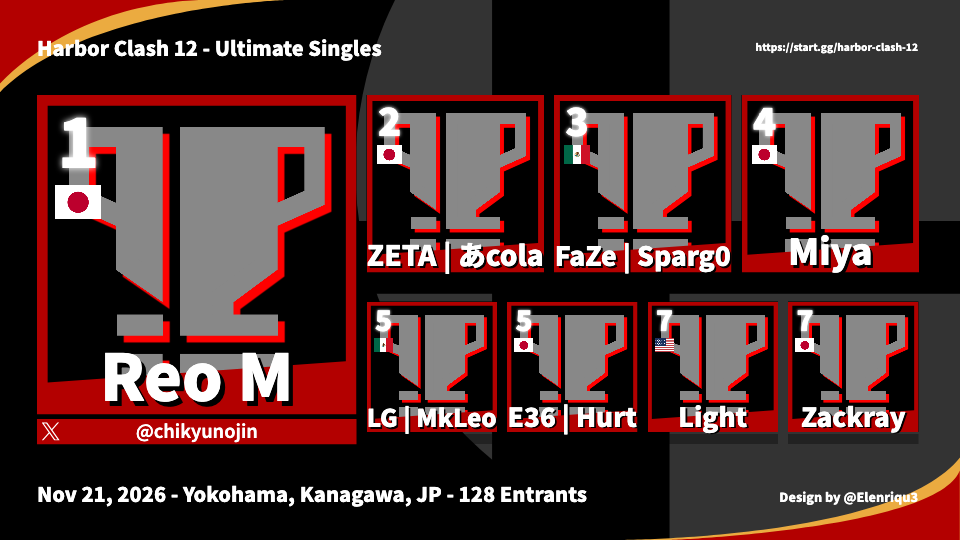 Harbor Clash 12 - Ultimate Singles
https://start.gg/harbor-clash-12
1
Reo M
@chikyunojin
2
ZETA | あcola
3
FaZe | Sparg0
4
Miya
5
LG | MkLeo
5
E36 | Hurt
7
Light
7
Zackray
Nov 21, 2026 - Yokohama, Kanagawa, JP - 128 Entrants
Design by @Elenriqu3